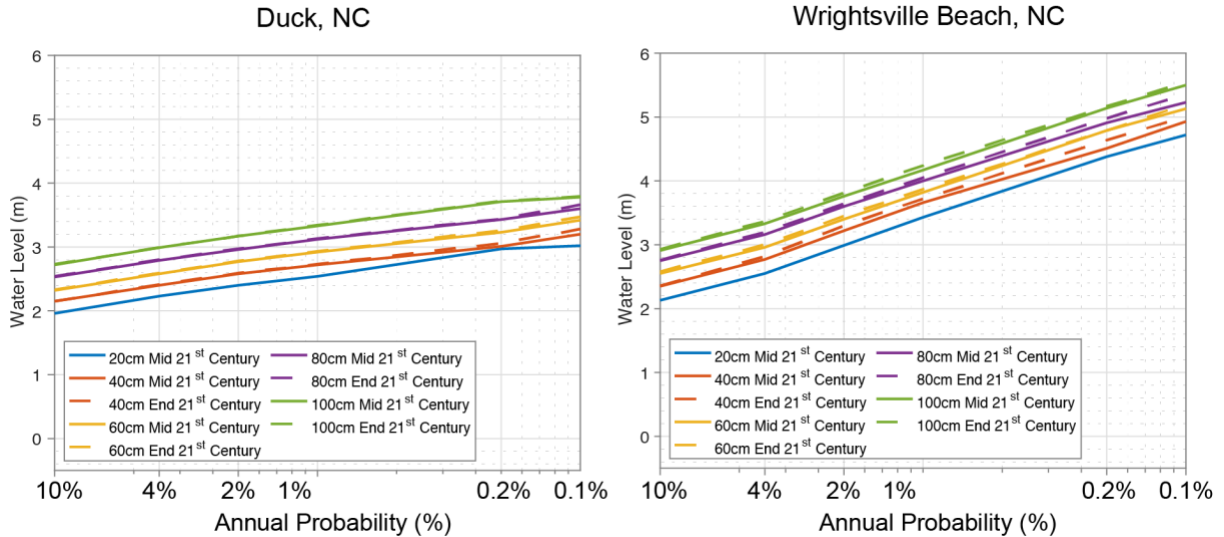 Duck, NC
6
5
4
3
2
1
0
Water Level (m)
20cm Mid 21st Century
40cm Mid 21st Century
40cm End 21st Century
60cm Mid 21st Century
60cm End 21st Century
80cm Mid 21st Century
80cm End 21st Century
100cm Mid 21st Century
100cm End 21st Century
10% 4% 2% 1% 0.2% 0.1%
Annual Probability (%)
Wrightsville Beach, NC
6
5
4
3
2
1
0
Water Level (m)
20cm Mid 21st Century
40cm Mid 21st Century
40cm End 21st Century
60cm Mid 21st Century
60cm End 21st Century
80cm Mid 21st Century
80cm End 21st Century
100cm Mid 21st Century
100cm End 21st Century
10% 4% 2% 1% 0.2% 0.1%
Annual Probability (%)